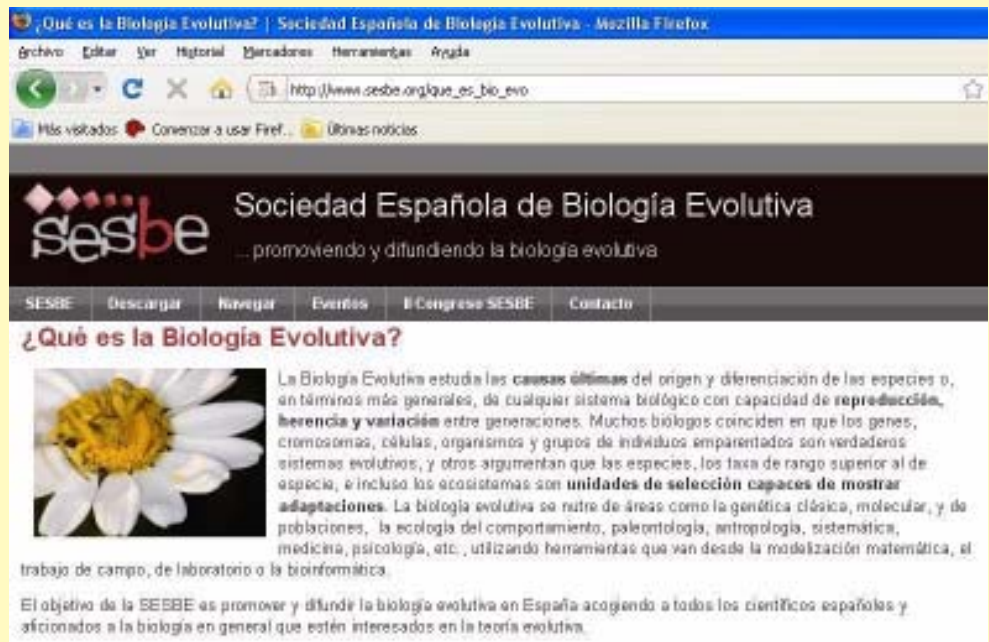 ¿Qué es la Biología Evolutiva? | Sociedad Española de Biología Evolutiva - Mozilla Firefox
Archivo Editar Ver Historial Marcadores Herramientas Ayuda
http://www.sesbe.org/que_es_bio_evo
Más visitados Comenzar a usar Firef... Últimas noticias
sesbe
Sociedad Española de Biología Evolutiva
... promoviendo y difundiendo la biología evolutiva
SESBE Descargar Navegar Eventos II Congreso SESBE Contacto
¿Qué es la Biología Evolutiva?
La Biología Evolutiva estudia las causas últimas del origen y diferenciación de las especies o,
en términos más generales, de cualquier sistema biológico con capacidad de reproducción,
herencia y variación entre generaciones. Muchos biólogos coinciden en que los genes,
cromosomas, células, organismos y grupos de individuos emparentados son verdaderos
sistemas evolutivos, y otros argumentan que las especies, los taxa de rango superior al de
especie, e incluso los ecosistemas son unidades de selección capaces de mostrar
adaptaciones. La biología evolutiva se nutre de áreas como la genética clásica, molecular, y de
poblaciones, la ecología del comportamiento, paleontología, antropología, sistemática,
medicina, psicología, etc., utilizando herramientas que van desde la modelización matemática, el
trabajo de campo, de laboratorio o la bioinformática.
El objetivo de la SESBE es promover y difundir la biología evolutiva en España acogiendo a todos los científicos españoles y
aficionados a la biología en general que estén interesados en la teoría evolutiva.